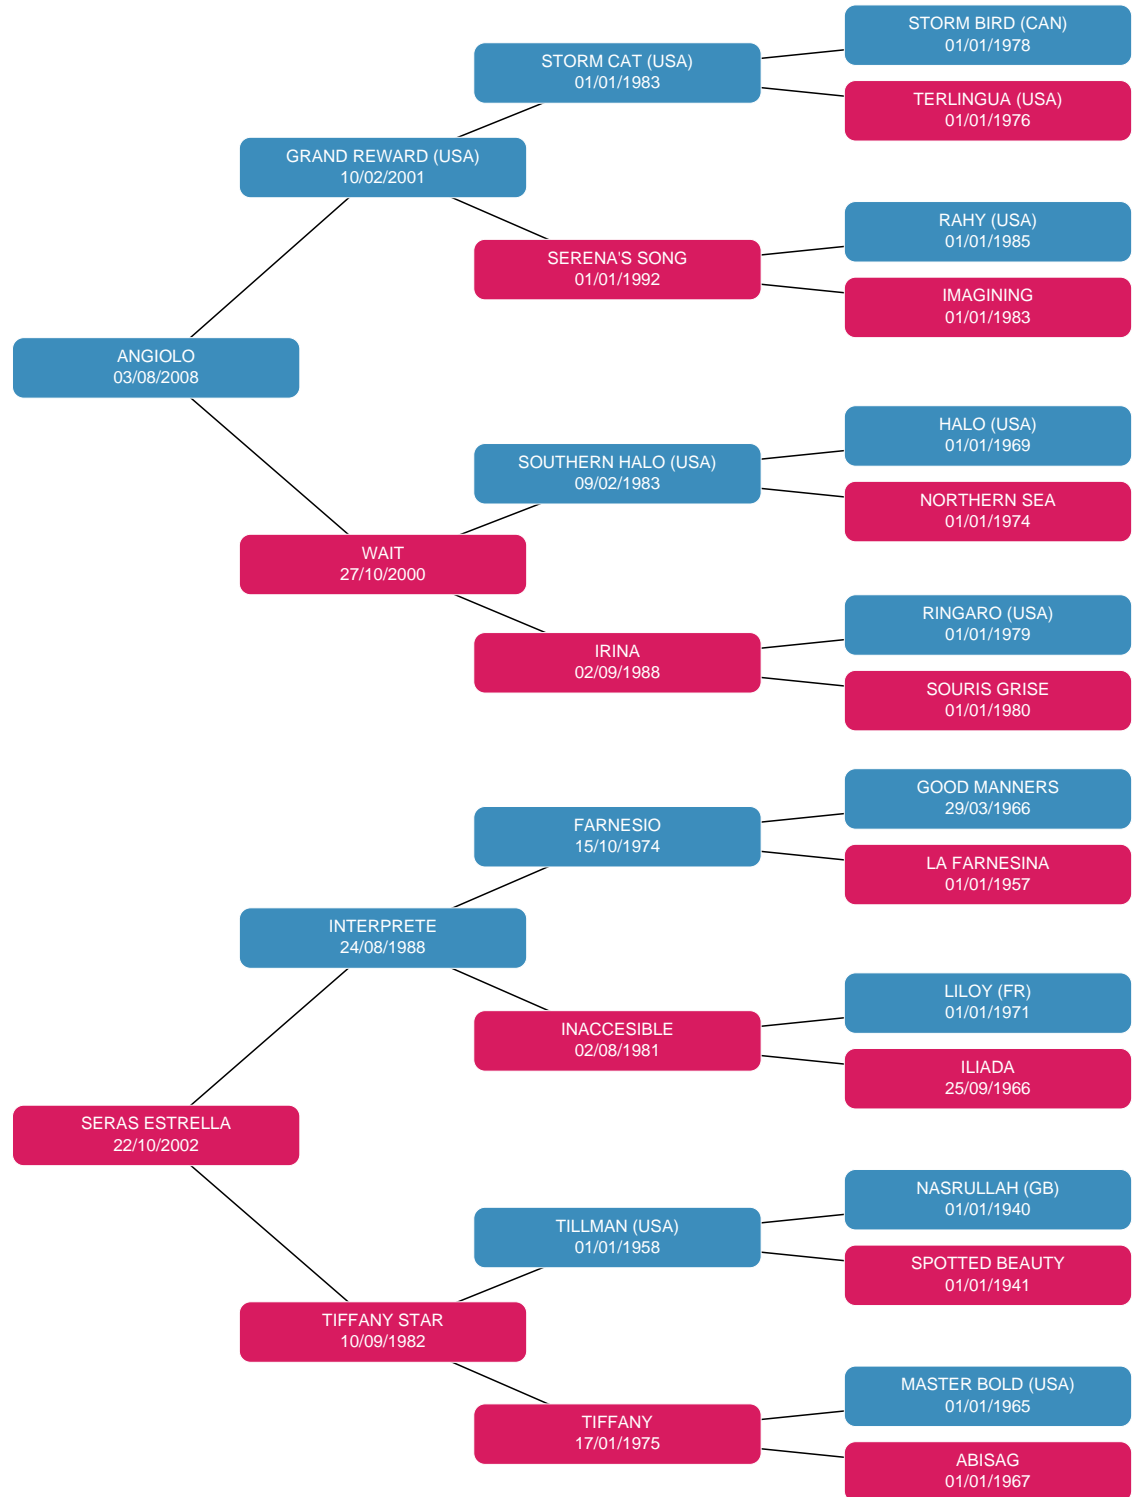 STORM BIRD (CAN)
01/01/1978
STORM CAT (USA)
01/01/1983
TERLINGUA (USA)
01/01/1976
GRAND REWARD (USA)
10/02/2001
RAHY (USA)
01/01/1985
SERENA'S SONG
01/01/1992
IMAGINING
01/01/1983
ANGIOLO
03/08/2008
HALO (USA)
01/01/1969
SOUTHERN HALO (USA)
09/02/1983
NORTHERN SEA
01/01/1974
WAIT
27/10/2000
RINGARO (USA)
01/01/1979
IRINA
02/09/1988
SOURIS GRISE
01/01/1980
GOOD MANNERS
29/03/1966
FARNESIO
15/10/1974
LA FARNESINA
01/01/1957
INTERPRETE
24/08/1988
LILOY (FR)
01/01/1971
INACCESIBLE
02/08/1981
ILIADA
25/09/1966
SERAS ESTRELLA
22/10/2002
NASRULLAH (GB)
01/01/1940
TILLMAN (USA)
01/01/1958
SPOTTED BEAUTY
01/01/1941
TIFFANY STAR
10/09/1982
MASTER BOLD (USA)
01/01/1965
TIFFANY
17/01/1975
ABISAG
01/01/1967